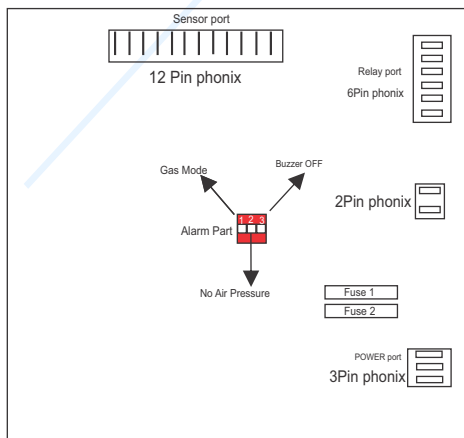 Sensor port
12 Pin phonix
Relay port
6Pin phonix
Gas Mode
Buzzer OFF
1 2 3
Alarm Part
2Pin phonix
No Air Pressure
Fuse 1
Fuse 2
POWER port
3Pin phonix